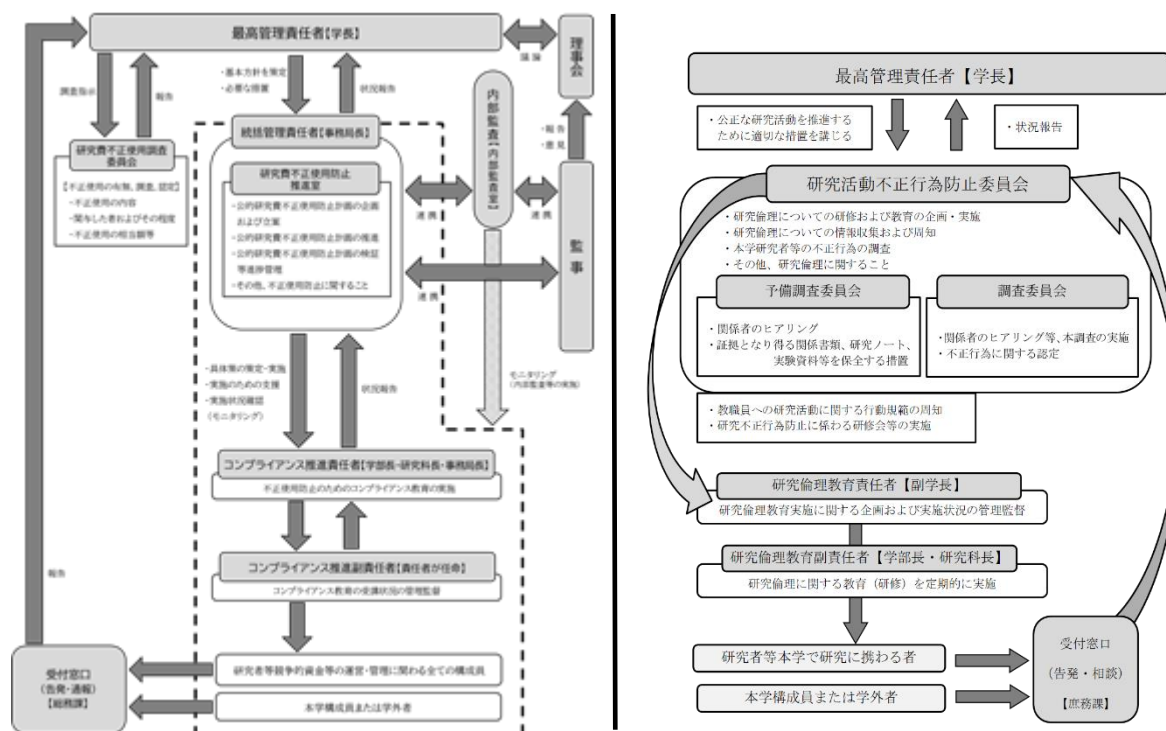 最高管理責任者【学長】
理事会
議論
調査指示
報告
・基本方針を策定
・必要な措置
状況報告
内部監査【内部監査室】
・報告
・意見
統括管理責任者【事務局長】
研究費不正使用調査
委員会
【不正使用の有無、調査、認定】
・不正使用の内容
・関与した者およびその程度
・不正使用の相当額等
研究費不正使用防止
推進室
・公的研究費不正使用防止計画の企画
および立案
・公的研究費不正防止計画の推進
・公的研究費不正防止計画の検証
等進捗管理
・その他、不正使用防止に関すること
連携
連携
連携
監事
・具体策の策定・実施
・実施のための支援
・実施状況確認
(モニタリング)
状況報告
モニタリング
(内部監査等の実施)
コンプライアンス推進責任者【学部長・研究科長・事務局長】
不正使用防止のためのコンプライアンス教育の実施
コンプライアンス推進副責任者【責任者が任命】
コンプライアンス教育の受講状況の管理監督
報告
受付窓口
(告発・通報)
【総務課】
研究者等競争的資金等の運営・管理に関わる全ての構成員
本学構成員または学外者
最高管理責任者【学長】
・公正な研究活動を推進する
ために適切な措置を講じる
・状況報告
研究活動不正行為防止委員会
・研究倫理についての研修および教育の企画・実施
・研究倫理についての情報収集および周知
・本学研究者等の不正行為の調査
・その他、研究倫理に関すること
予備調査委員会
・関係者のヒアリング
・証拠となり得る関係書類、研究ノート、
実験資料等を保全する措置
調査委員会
・関係者のヒアリング等、本調査の実施
・不正行為に関する認定
・教職員への研究活動に関する行動規範の周知
・研究不正行為防止に係わる研修会等の実施
研究倫理教育責任者【副学長】
研究倫理教育実施に関する企画および実施状況の管理監督
研究倫理教育副責任者【学部長・研究科長】
研究倫理に関する教育（研修）を定期的に実施
研究者等本学で研究に携わる者
本学構成員または学外者
受付窓口
(告発・相談)
【庶務課】